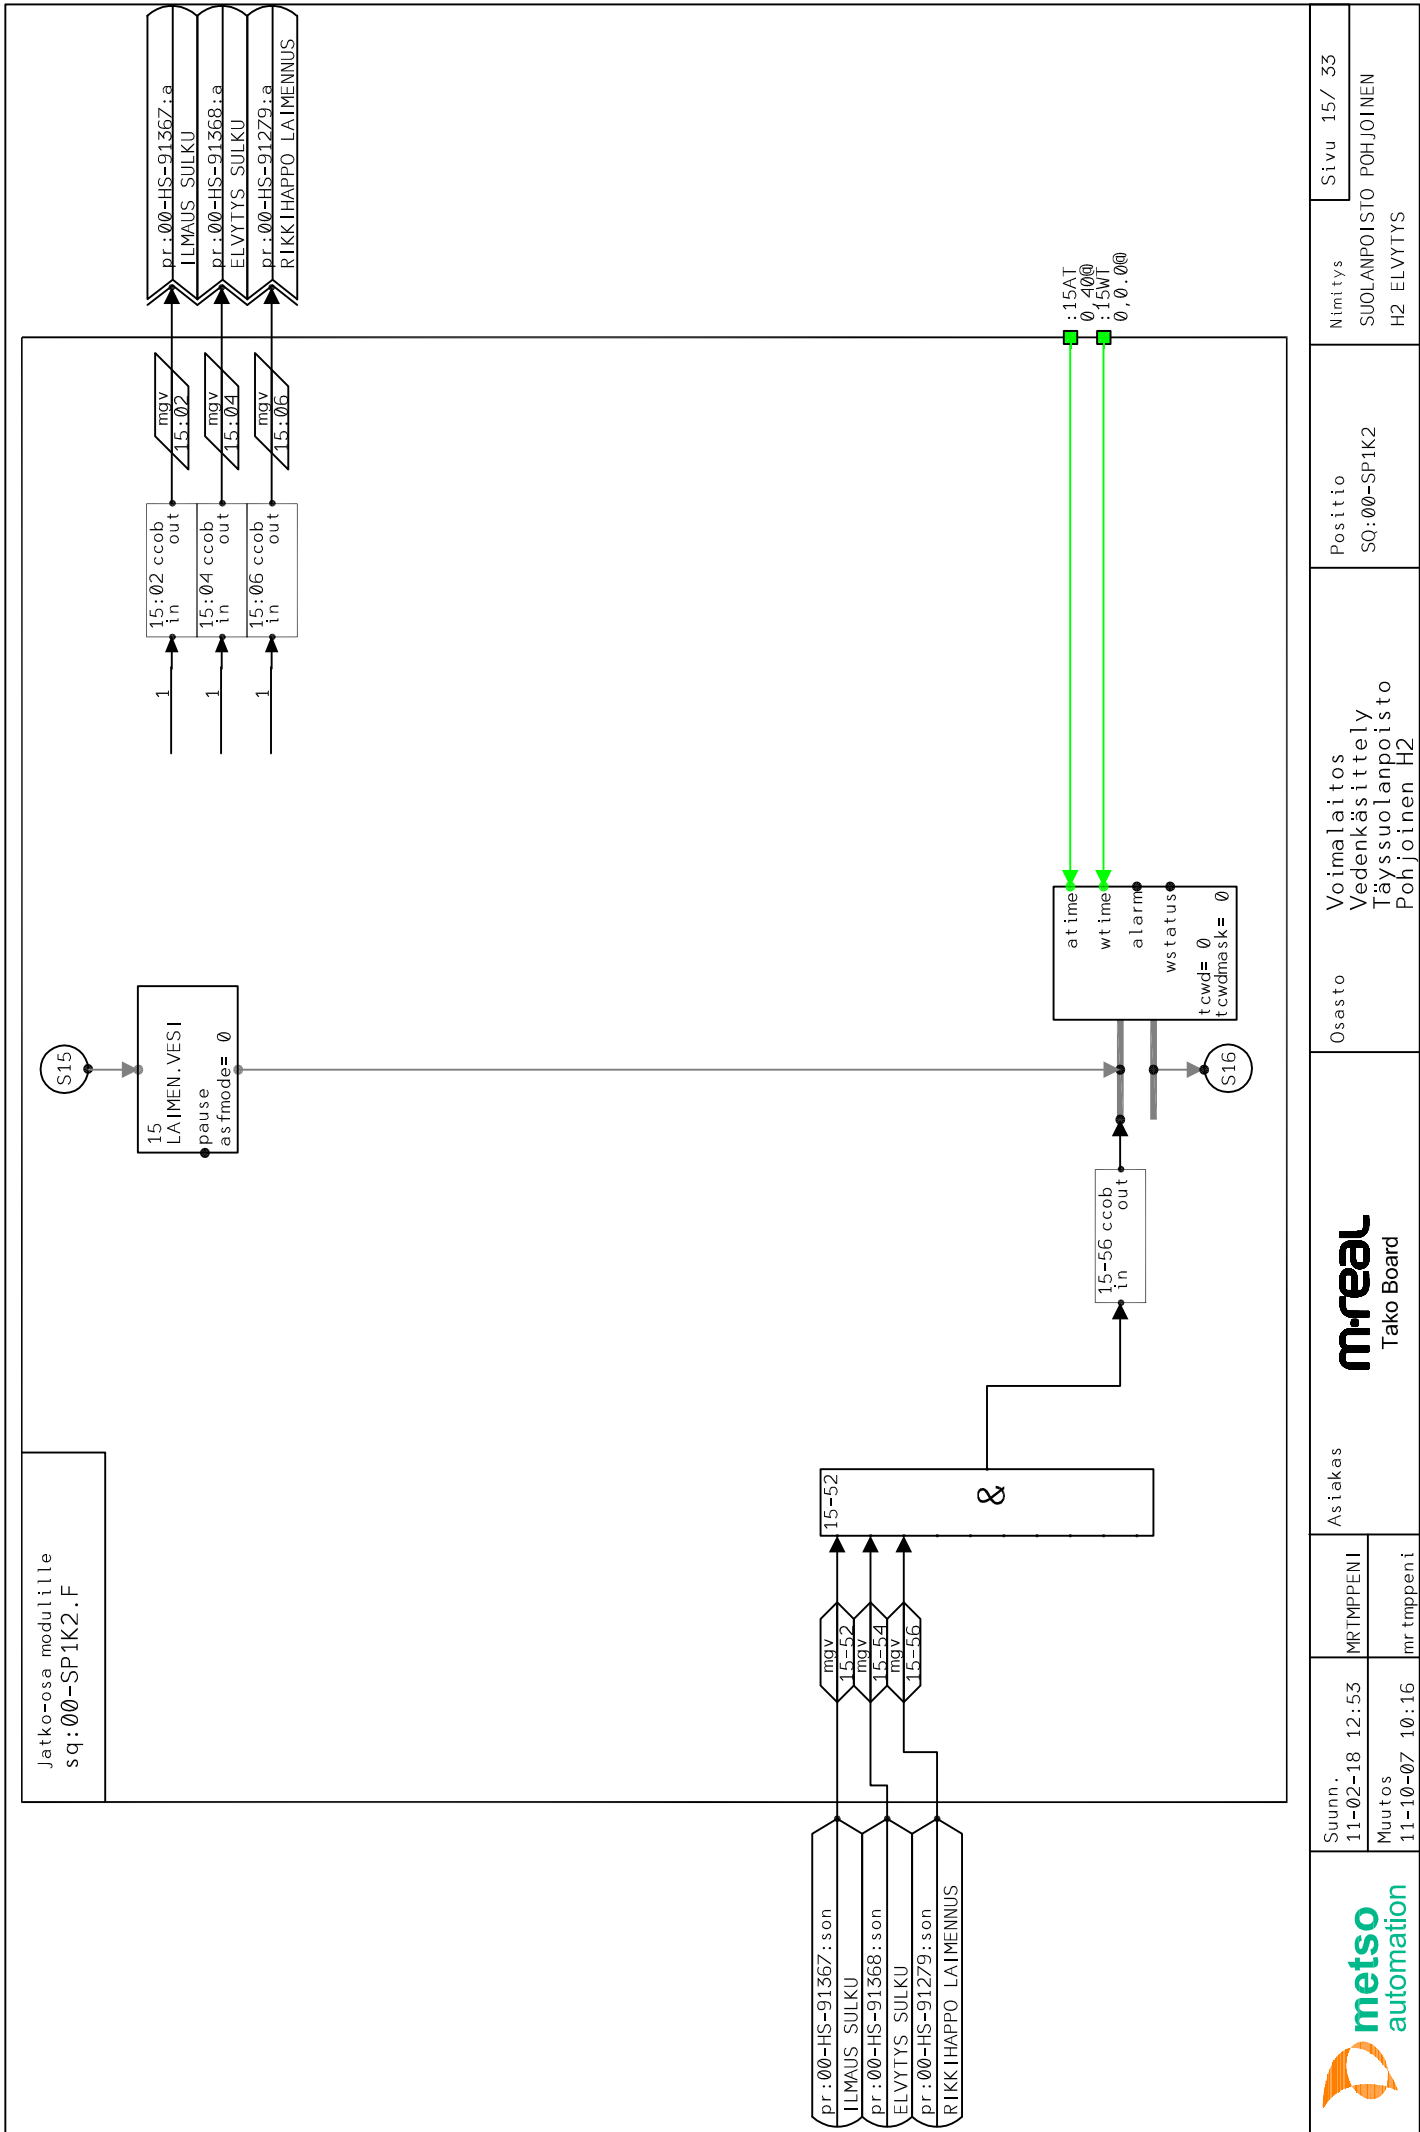 Jatko-osa modulille
sq:00-SP1K2.F
S15
15
LAIMEN.VESI
pause
asfmode= 0
1
15:02 ccob
in out
mgv
15:02
pr:00-HS-91367:a
ILMAUS SULKU
1
15:04 ccob
in out
mgv
15:04
pr:00-HS-91368:a
ELVYTYS SULKU
1
15:06 ccob
in out
mgv
15:06
pr:00-HS-91279:a
RIKKIHAPPO LAIMENNUS
pr:00-HS-91367:son
ILMAUS SULKU
pr:00-HS-91368:son
ELVYTYS SULKU
pr:00-HS-91279:son
RIKKIHAPPO LAIMENNUS
mgv
15-52
mgv
15-54
mgv
15-56
15-52
&
15-56 ccob
in out
atime
wtime
alarm
wstatus
tcwd= 0
tcwdmask= 0
:15AT
0,40@
:15WT
0,0.0@
S16
metso
automation
Suunn.
11-02-18 12:53
MRTMPPENI
Muutos
11-10-07 10:16
mrtmppeni
Asiakas
m-real
Tako Board
Osasto
Voimalaitos
Vedenkäsittely
Täyssuolanpoisto
Pohjoinen H2
Positio
SQ:00-SP1K2
Nimitys
SUOLANPOISTO POHJOINEN
H2 ELVYTYS
Sivu 15/ 33